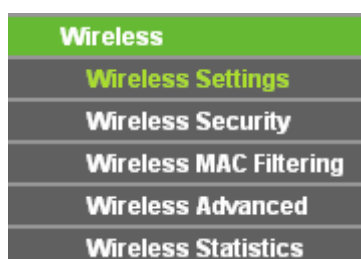 Wireless
Wireless Settings
Wireless Security
Wireless MAC Filtering
Wireless Advanced
Wireless Statistics